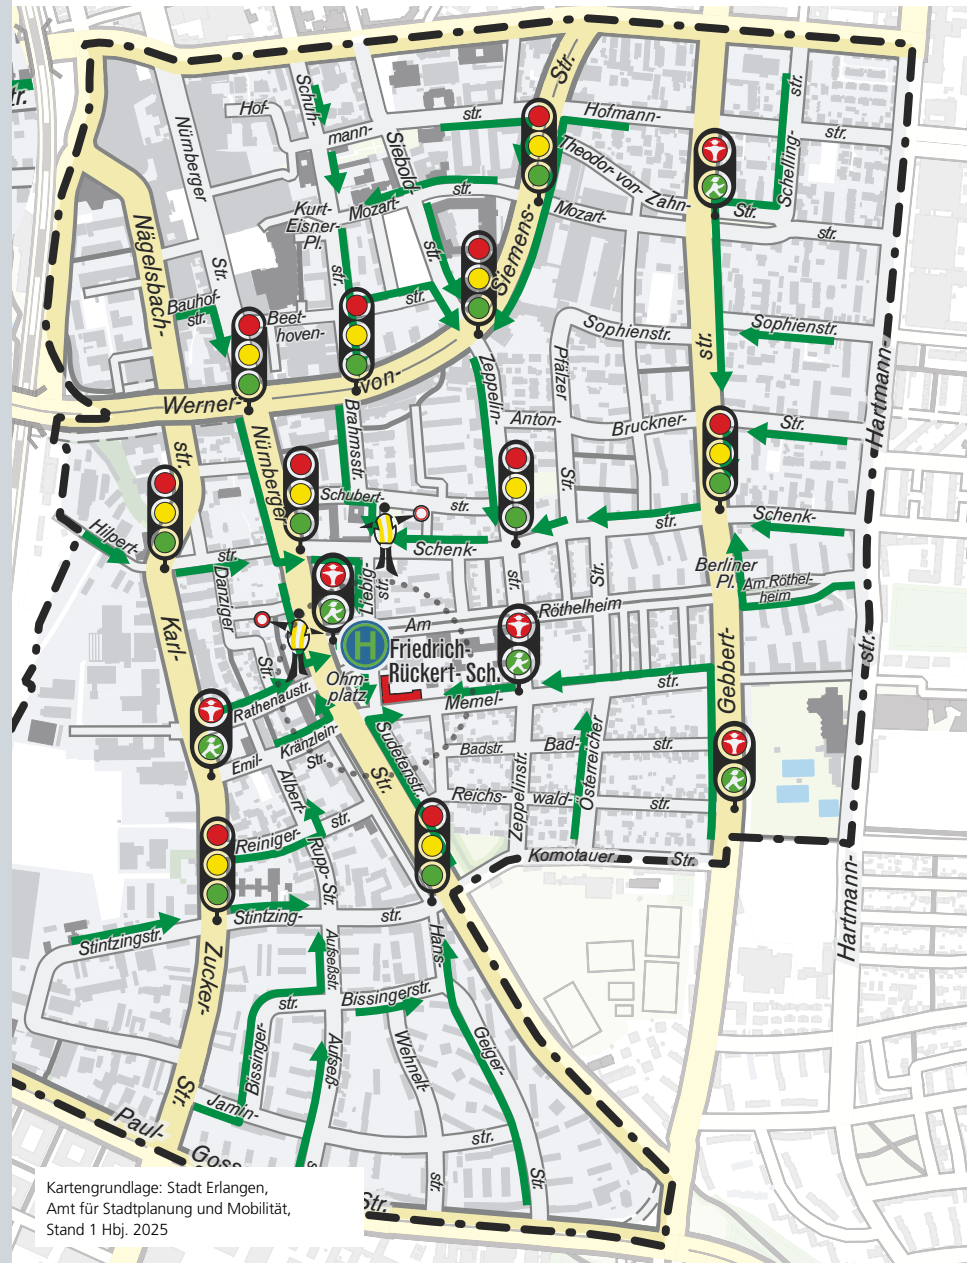 tr.
Schuh-
mann-
str.
Str.
Hofmann-
str.
Hof-
Nürnberger
Str.
Siebold-
str.
Theodor-von-
Zahn-
Str.
Schelling-
str.
Mozart-
str.
Mozart-
str.
Kurt-
Eisner-
Pl.
str.
Siemens-
Nägelsbach-
Bauhof-
str.
Beet-
hoven-
str.
Sophienstr.
Sophienstr.
str.
Hartmann-
Werner-
von-
Zeppelin-
Pfälzer
Anton-
Bruckner-
Str.
str.
Nürnberger
Brahmsstr.
Schubert-
str.
Str.
Hilpert-
str.
Danziger
Str.
Schenk-
str.
Schenk-
Berliner
Pl.
Am Röthel-
heim
Liebig-
str.
Am
Röthelheim
str.
Str.
Karl-
H
Friedrich-
Rückert-Sch.
Ohm-
platz
Memel-
str.
Gebbert-
str.
Rathenaustr.
Emil-
Kränzlein-
Str.
Sudetenstr.
Str.
Badstr.
Bad-
str.
Österreicher
Albert-
Rupp-
Str.
Reichs-
wald-
str.
Zeppelinstr.
Reiniger-
str.
Komotauer
Str.
Stintzing-
str.
Stintzingstr.
Hartmann-
Zucker-
Str.
Aufseßstr.
Hans-
Geiger-
Str.
str.
Bissinger-
Bissingerstr.
Aufseß-
Wehnelt-
str.
Jamin-
str.
Paul-
Goss
Str.
Kartengrundlage: Stadt Erlangen,
Amt für Stadtplanung und Mobilität,
Stand 1 Hbj. 2025